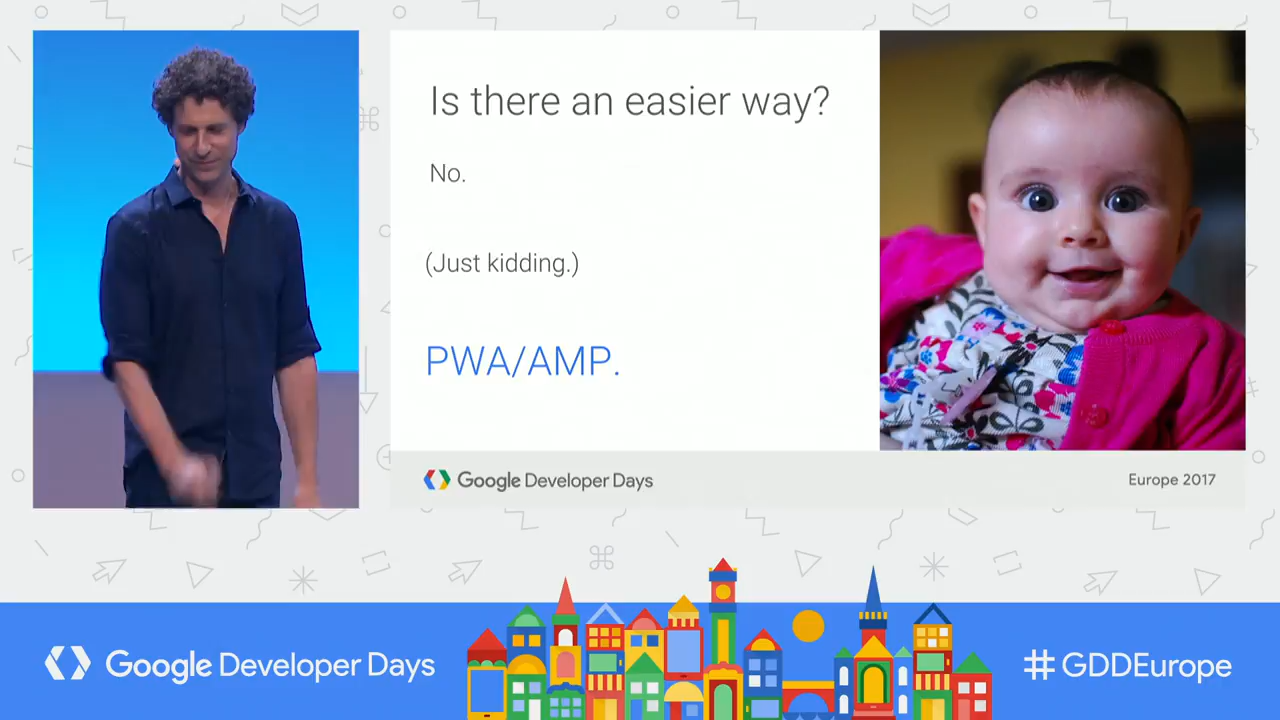 Is there an easier way?
No.
(Just kidding.)
PWA/AMP.
Google Developer Days
Europe 2017
Google Developer Days
#GDDEurope